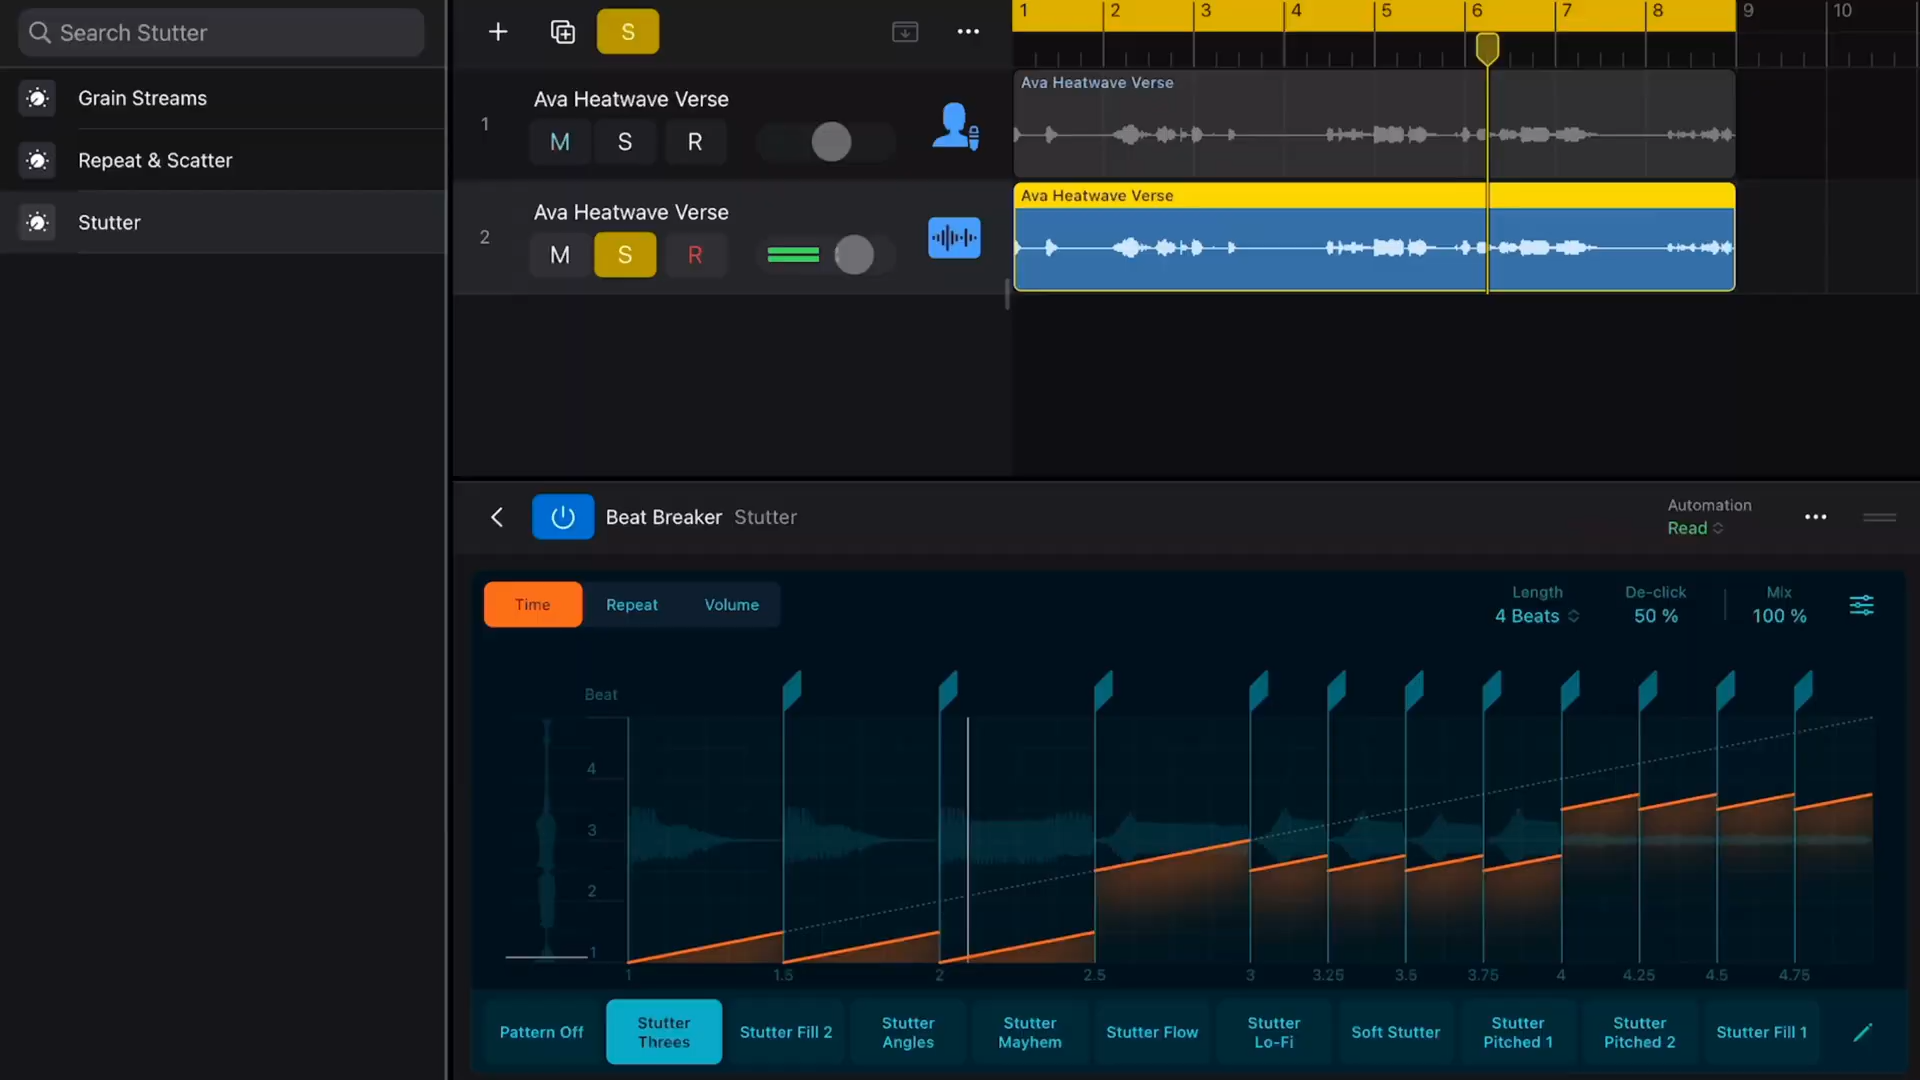 Search Stutter
Grain Streams
Repeat & Scatter
Stutter
S
1 2 3 4 5 6 7 8 9 10
1
Ava Heatwave Verse
M S R
Ava Heatwave Verse
2
Ava Heatwave Verse
M S R
Ava Heatwave Verse
Beat Breaker Stutter
Automation
Read
Time Repeat Volume
Length
4 Beats
De-click
50 %
Mix
100 %
Beat
4
3
2
1
1 1.5 2 2.5 3 3.25 3.5 3.75 4 4.25 4.5 4.75
Pattern Off
Stutter
Threes
Stutter Fill 2
Stutter
Angles
Stutter
Mayhem
Stutter Flow
Stutter
Lo-Fi
Soft Stutter
Stutter
Pitched 1
Stutter
Pitched 2
Stutter Fill 1